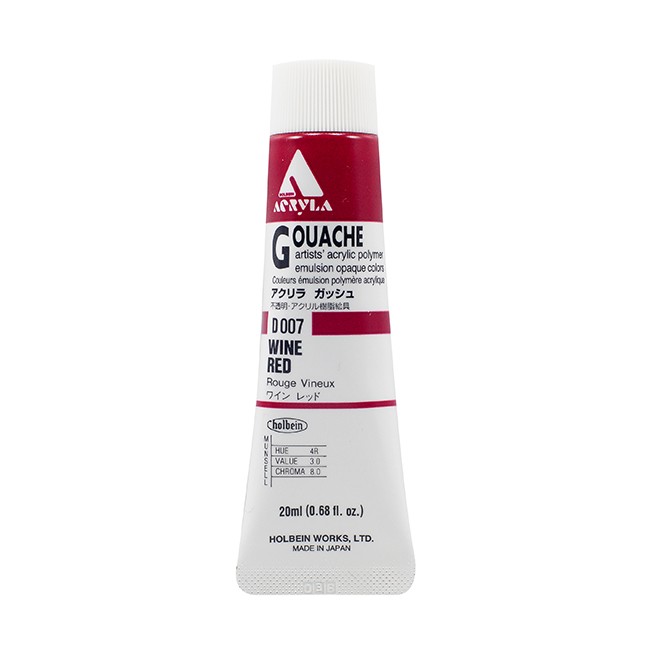 HOLBEIN
ACRYLA
GOUACHE
artists' acrylic polymer
emulsion opaque colors
Couleurs émulsion polymère acrylique
アクリラ ガッシュ
不透明・アクリル樹脂絵具
D 007
WINE
RED
Rouge Vineux
ワイン レッド
holbein
MUNSELL
HUE 4R
VALUE 3.0
CHROMA 8.0
20ml (0.68 fl. oz.)
HOLBEIN WORKS, LTD.
MADE IN JAPAN